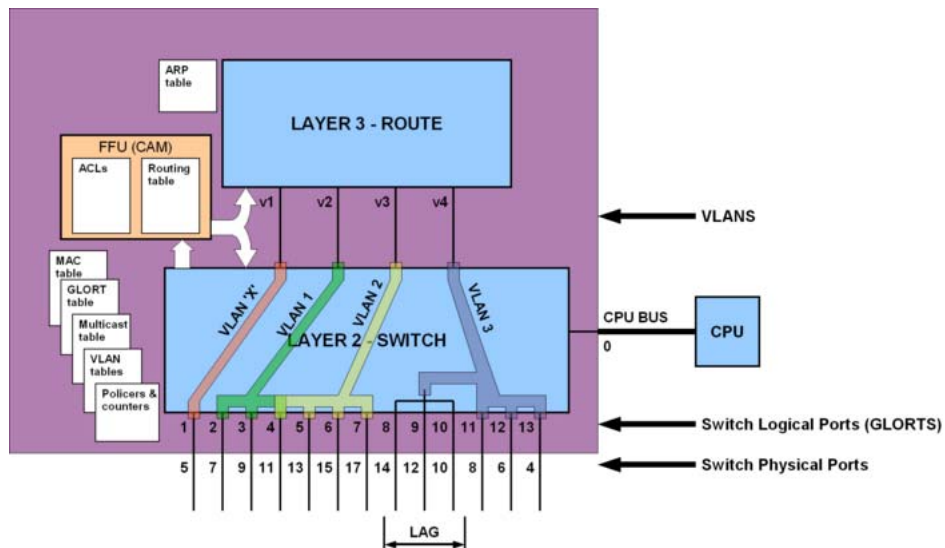 ARP
table
LAYER 3 - ROUTE
FFU (CAM)
ACLs
Routing
table
v1 v2 v3 v4
VLANS
MAC
table
GLORT
table
Multicast
table
VLAN
tables
Policers &
counters
VLAN 'X'
VLAN 1
VLAN 2
VLAN 3
LAYER 2 - SWITCH
CPU BUS
0
CPU
1 2 3 4 5 6 7 8 9 10 11 12 13
Switch Logical Ports (GLORTS)
5 7 9 11 13 15 17 14 12 10 8 6 4
Switch Physical Ports
LAG